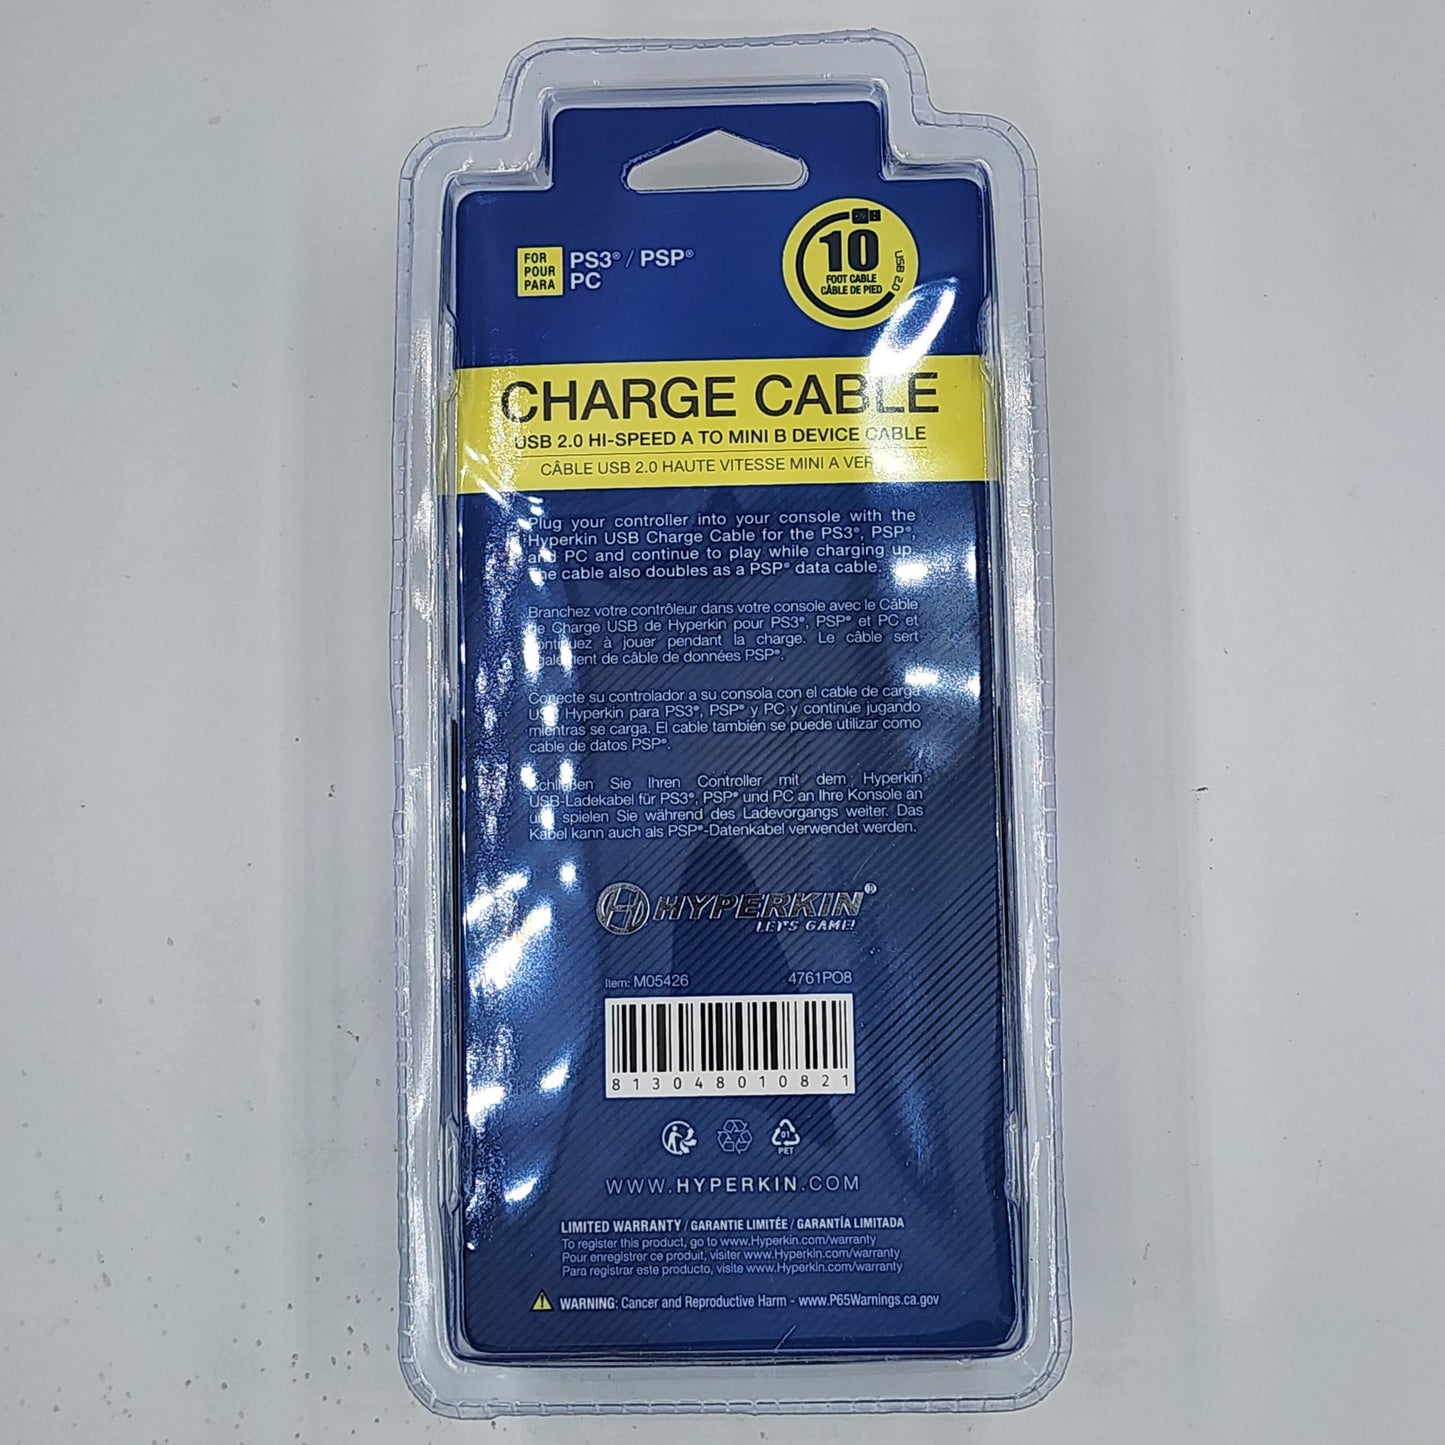 FOR
POUR
PARA
PS3® / PSP®
PC
10
FOOT CABLE
CÂBLE DE PIED
USB 2.0
CHARGE CABLE
USB 2.0 HI-SPEED A TO MINI B DEVICE CABLE
CÂBLE USB 2.0 HAUTE VITESSE MINI A
Plug your controller into your console with the
Hyperkin USB Charge Cable for the PS3®, PSP®,
and PC and continue to play while charging up.
The cable also doubles as a PSP® data cable.
Branchez votre contrôleur dans votre console avec le Câble
de Charge USB de Hyperkin pour PS3®, PSP® et PC et
continuez à jouer pendant la charge. Le câble sert
également de câble de données PSP®.
Conecte su controlador a su consola con el cable de carga
USB Hyperkin para PS3®, PSP® y PC y continúe jugando
mientras se carga. El cable también se puede utilizar como
cable de datos PSP®.
Schließen Sie Ihren Controller mit dem Hyperkin
USB-Ladekabel für PS3®, PSP® und PC an Ihre Konsole an
und spielen Sie während des Ladevorgangs weiter. Das
Kabel kann auch als PSP®-Datenkabel verwendet werden.
HYPERKIN®
LET'S GAME!
Item: M05426 4761PO8
813048010821
01
PET
WWW.HYPERKIN.COM
LIMITED WARRANTY / GARANTIE LIMITÉE / GARANTÍA LIMITADA
To register this product, go to www.Hyperkin.com/warranty
Pour enregistrer ce produit, visiter www.Hyperkin.com/warranty
Para registrar este producto, visite www.Hyperkin.com/warranty
WARNING: Cancer and Reproductive Harm - www.P65Warnings.ca.gov